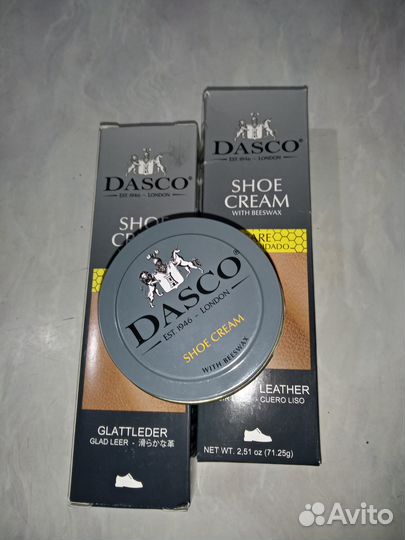 DASCO
EST 1946 - LONDON
SHOE
GLATTLEDER
GLAD LEER - 滑らかな革
DASCO
EST 1946 - LONDON
SHOE
CREAM
WITH BEESWAX
LEATHER
CUERO LISO
NET WT. 2,51 oz (71.25g)
DASCO®
EST 1946 - LONDON
SHOE CREAM
WITH BEESWAX
Avito